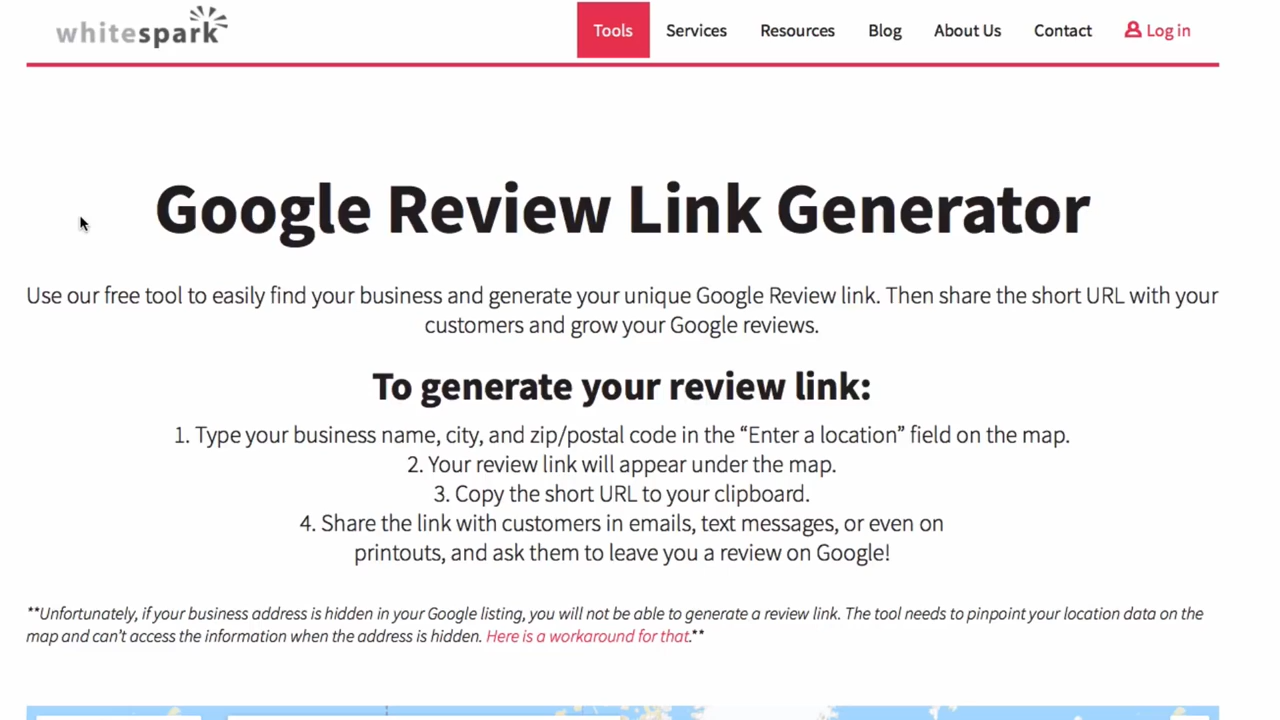 whitespark
Tools Services Resources Blog About Us Contact Log in
Google Review Link Generator
Use our free tool to easily find your business and generate your unique Google Review link. Then share the short URL with your
customers and grow your Google reviews.
To generate your review link:
1. Type your business name, city, and zip/postal code in the “Enter a location” field on the map.
2. Your review link will appear under the map.
3. Copy the short URL to your clipboard.
4. Share the link with customers in emails, text messages, or even on
printouts, and ask them to leave you a review on Google!
**Unfortunately, if your business address is hidden in your Google listing, you will not be able to generate a review link. The tool needs to pinpoint your location data on the
map and can’t access the information when the address is hidden. Here is a workaround for that.**